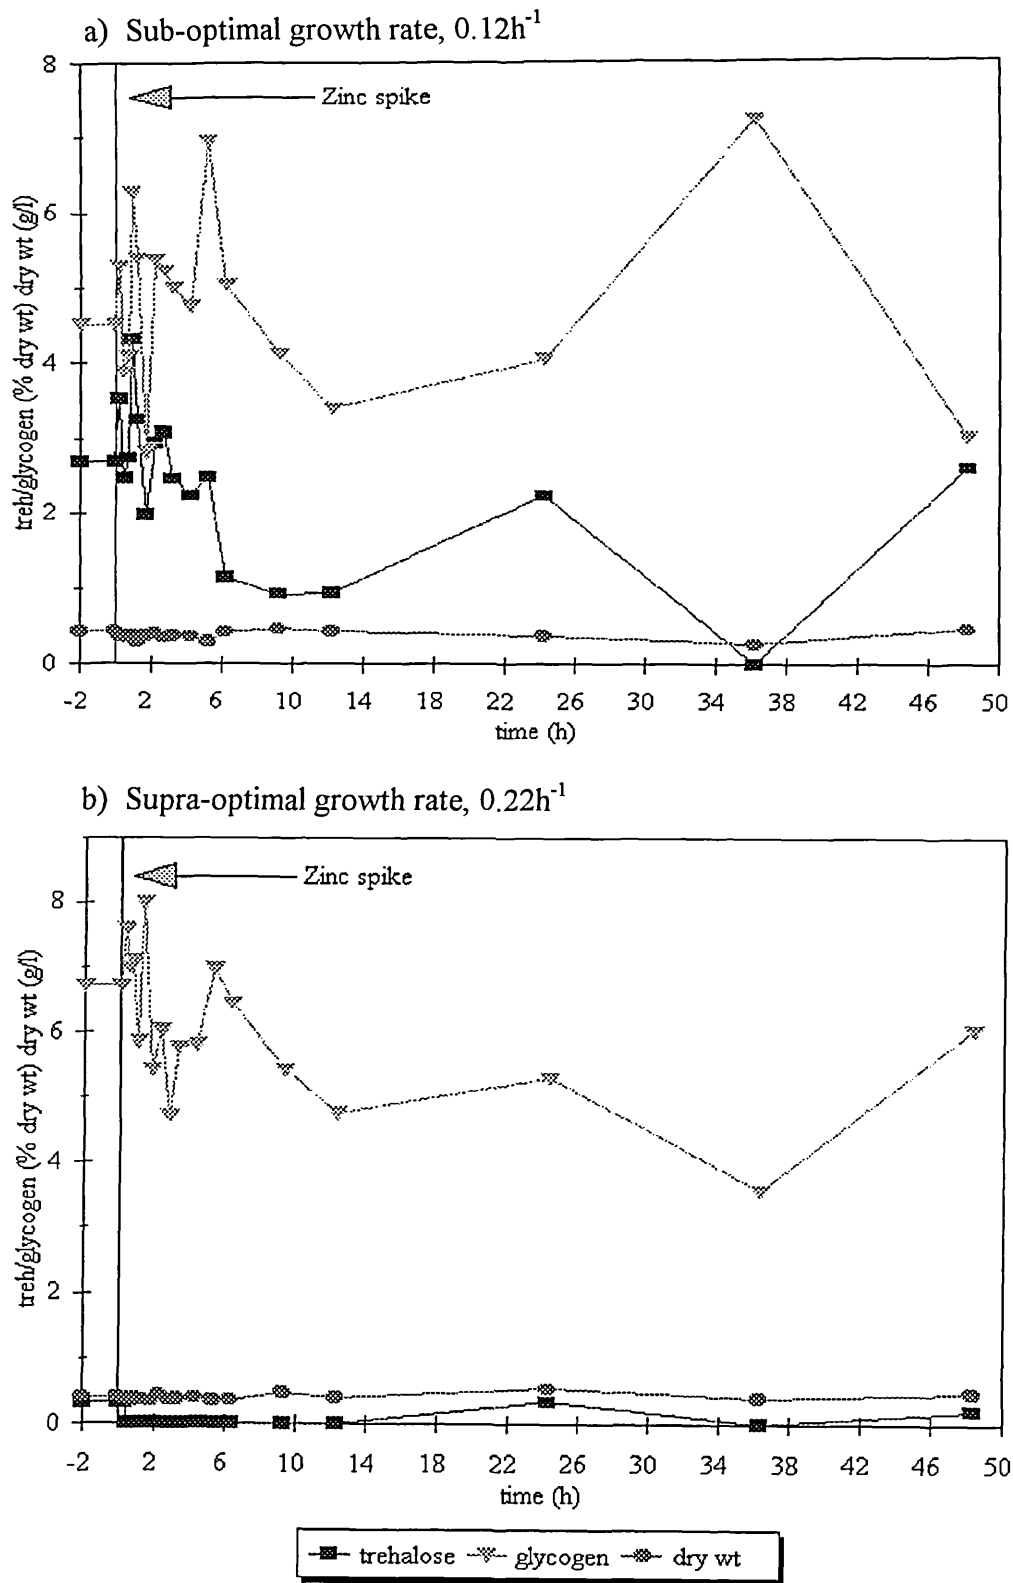 a) Sub-optimal growth rate, 0.12h⁻¹
8
Zinc spike
6
4
2
0
treh/glycogen (% dry wt) dry wt (g/l)
-2 2 6 10 14 18 22 26 30 34 38 42 46 50
time (h)
b) Supra-optimal growth rate, 0.22h⁻¹
Zinc spike
8
6
4
2
0
treh/glycogen (% dry wt) dry wt (g/l)
-2 2 6 10 14 18 22 26 30 34 38 42 46 50
time (h)
trehalose glycogen dry wt